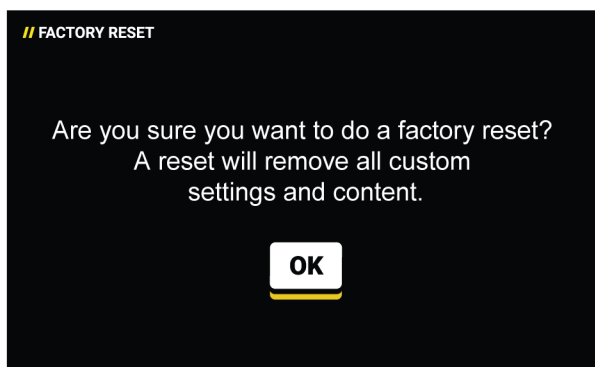 // FACTORY RESET
Are you sure you want to do a factory reset?
A reset will remove all custom
settings and content.
OK